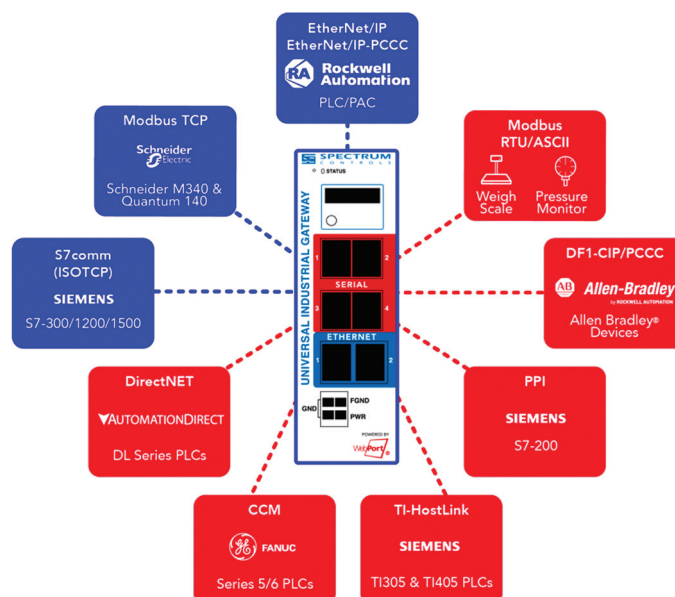 EtherNet/IP
EtherNet/IP-PCCC
RA
Rockwell
Automation
PLC/PAC
Modbus TCP
Schneider
Electric
Schneider M340 &
Quantum 140
Modbus
RTU/ASCII
Weigh
Scale
Pressure
Monitor
SPECTRUM
CONTROLS
STATUS
UNIVERSAL INDUSTRIAL GATEWAY
1
2
SERIAL
3
4
ETHERNET
1
2
GND
FGND
PWR
POWERED BY
WebPort®
S7comm
(ISOTCP)
SIEMENS
S7-300/1200/1500
DF1-CIP/PCCC
AB
Allen-Bradley
by ROCKWELL AUTOMATION
Allen Bradley®
Devices
DirectNET
AUTOMATIONDIRECT
DL Series PLCs
PPI
SIEMENS
S7-200
CCM
GE
FANUC
Series 5/6 PLCs
TI-HostLink
SIEMENS
TI305 & TI405 PLCs